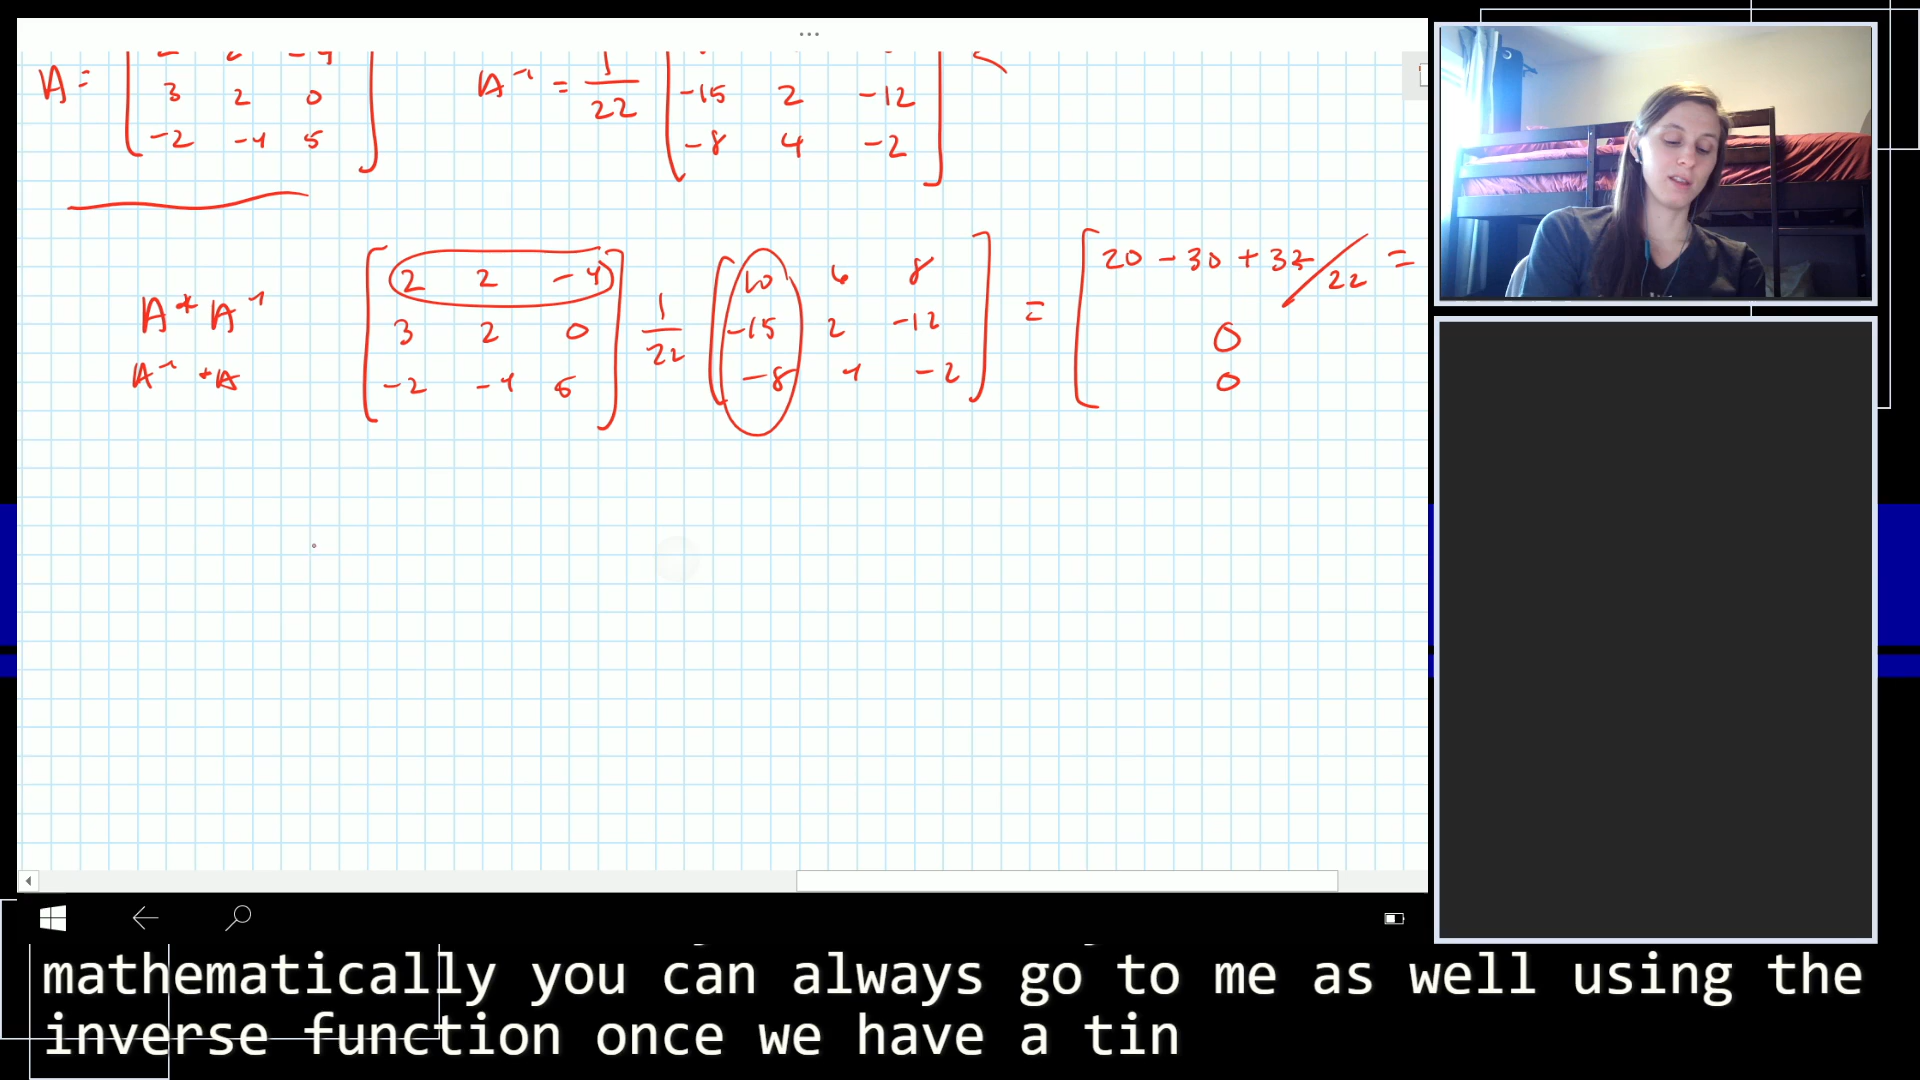 2 2 -4
A = 3 2 0 A⁻¹ = 1/22 -15 2 -12
-2 -4 5 -8 4 -2
2 2 -4 10 6 8 20 - 30 + 32 / 22 =
A * A⁻¹ 3 2 0 1/22 -15 2 -12 = 0
A⁻¹ * A -2 -4 5 -8 4 -2 0
mathematically you can always go to me as well using the
inverse function once we have a tin